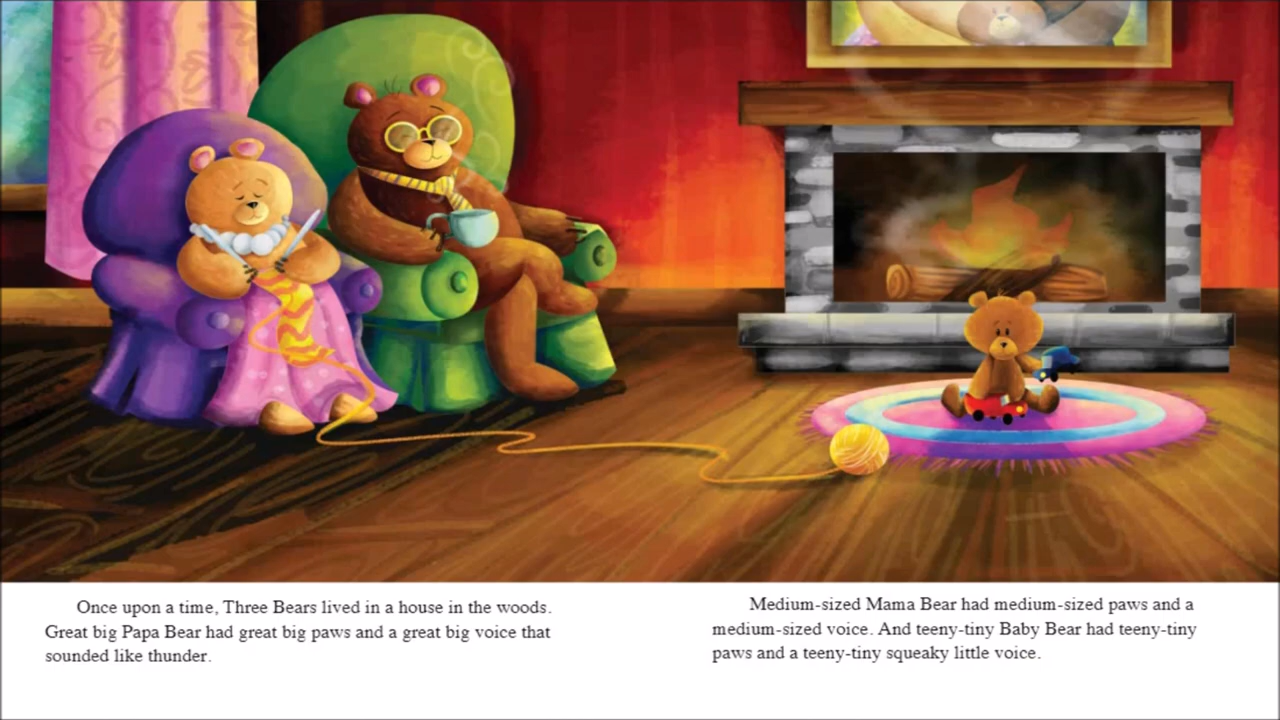 Once upon a time, Three Bears lived in a house in the woods.
Great big Papa Bear had great big paws and a great big voice that
sounded like thunder.
Medium-sized Mama Bear had medium-sized paws and a
medium-sized voice. And teeny-tiny Baby Bear had teeny-tiny
paws and a teeny-tiny squeaky little voice.